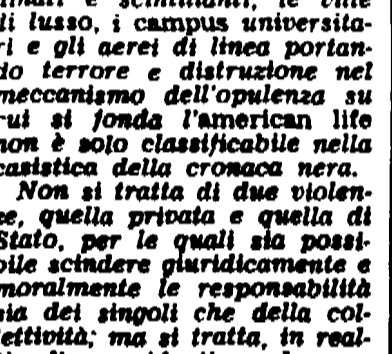 le ville
di lusso, i campus universita-
ri e gli aerei di linea portan-
do terrore e distruzione nel
meccanismo dell'opulenza su
cui si fonda l'american life
non è solo classificabile nella
casistica della cronaca nera.
Non si tratta di due violen-
ze, quella privata e quella di
Stato, per le quali sia possi-
bile scindere giuridicamente e
moralmente le responsabilità
sia dei singoli che della col-
lettività; ma si tratta, in real-